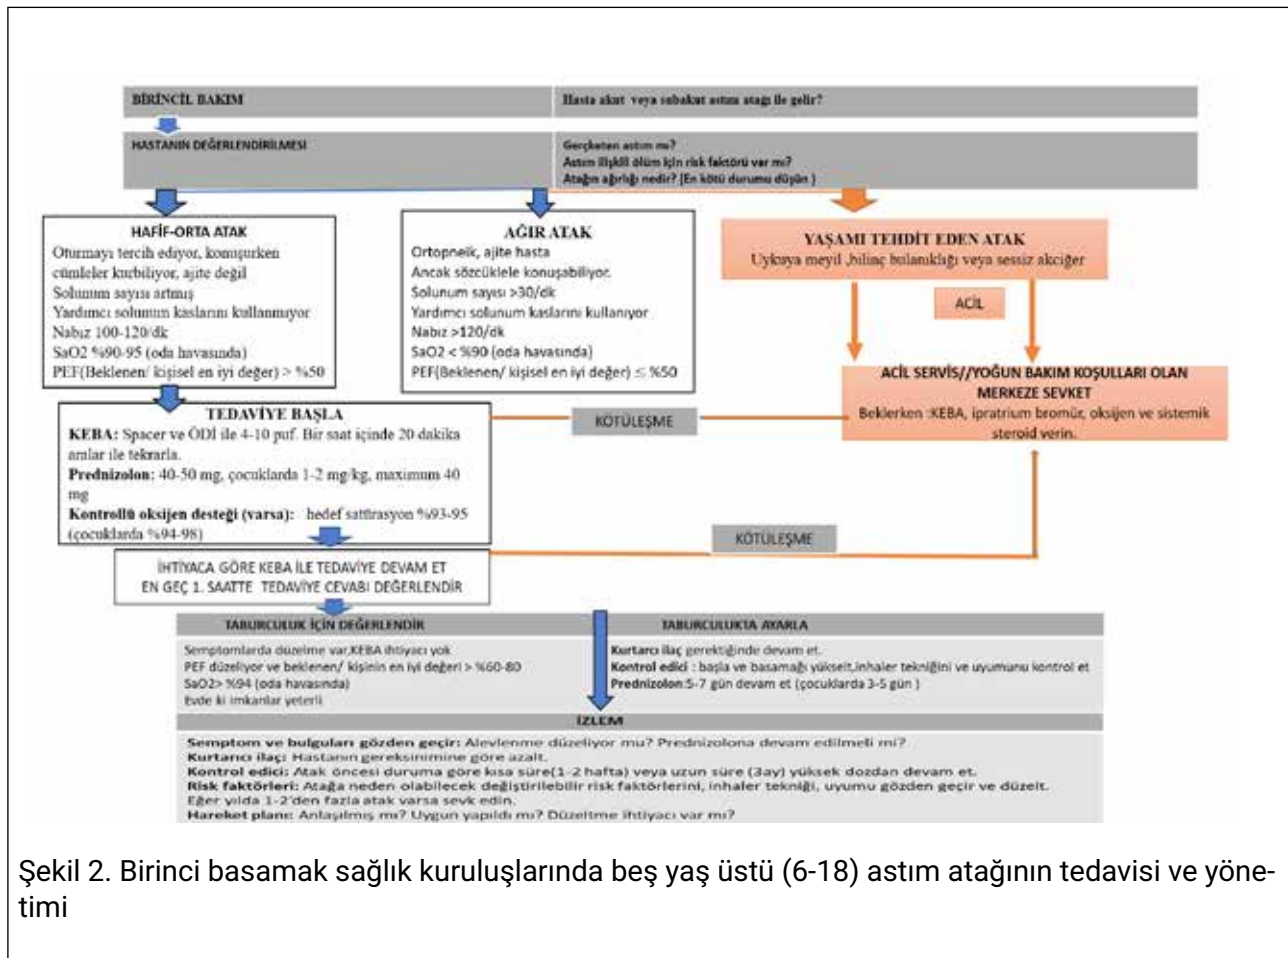 BİRİNCİL BAKIM
Hasta akut veya subakut astım atağı ile gelir?
HASTANIN DEĞERLENDİRİLMESİ
Gerçketen astım mı?
Astım ilişkili ölüm için risk faktörü var mı?
Atağın ağırlığı nedir? (En kötü durumu düşün )
HAFİF-ORTA ATAK
Oturmayı tercih ediyor, konuşurken
cümleler kurbiliyor, ajite değil
Solunum sayısı artmış
Yardımcı solunum kaslarını kullanmıyor
Nabız 100-120/dk
SaO2 %90-95 (oda havasında)
PEF(Beklenen/ kişisel en iyi değer) > %50
AĞIR ATAK
Ortopneik, ajite hasta
Ancak sözcüklele konuşabiliyor.
Solunum sayısı >30/dk
Yardımcı solunum kaslarını kullanıyor
Nabız >120/dk
SaO2 < %90 (oda havasında)
PEF(Beklenen/ kişisel en iyi değer) ≤ %50
YAŞAMI TEHDİT EDEN ATAK
Uykuya meyil ,bilinç bulanıklığı veya sessiz akciğer
ACİL
ACİL SERVİS//YOĞUN BAKIM KOŞULLARI OLAN
MERKEZE SEVKET
Beklerken :KEBA, ipratrium bromür, oksijen ve sistemik
steroid verin.
TEDAVİYE BAŞLA
KEBA: Spacer ve ÖDİ ile 4-10 puf. Bir saat içinde 20 dakika
aralar ile tekrarla.
Prednizolon: 40-50 mg, çocuklarda 1-2 mg/kg, maximum 40
mg
Kontrollü oksijen desteği (varsa): hedef satürasyon %93-95
(çocuklarda %94-98)
KÖTÜLEŞME
KÖTÜLEŞME
İHTİYACA GÖRE KEBA İLE TEDAVİYE DEVAM ET
EN GEÇ 1. SAATTE TEDAVİYE CEVABI DEĞERLENDİR
TABURCULUK İÇİN DEĞERLENDİR
Semptomlarda düzelme var,KEBA ihtiyacı yok
PEF düzeliyor ve beklenen/ kişinin en iyi değeri > %60-80
SaO2> %94 (oda havasında)
Evde ki imkanlar yeterli
TABURCULUKTA AYARLA
Kurtarıcı ilaç gerektiğinde devam et.
Kontrol edici : başla ve basamağı yükselt,inhaler tekniğini ve uyumunu kontrol et
Prednizolon:5-7 gün devam et (çocuklarda 3-5 gün )
İZLEM
Semptom ve bulguları gözden geçir: Alevlenme düzeliyor mu? Prednizolona devam edilmeli mi?
Kurtarıcı ilaç: Hastanın gereksinimine göre azalt.
Kontrol edici: Atak öncesi duruma göre kısa süre(1-2 hafta) veya uzun süre (3ay) yüksek dozdan devam et.
Risk faktörleri: Atağa neden olabilecek değiştirilebilir risk faktörlerini, inhaler tekniği, uyumu gözden geçir ve düzelt.
Eğer yılda 1-2'den fazla atak varsa sevk edin.
Hareket planı: Anlaşılmış mı? Uygun yapıldı mı? Düzeltme ihtiyacı var mı?
Şekil 2. Birinci basamak sağlık kuruluşlarında beş yaş üstü (6-18) astım atağının tedavisi ve yöne-
timi